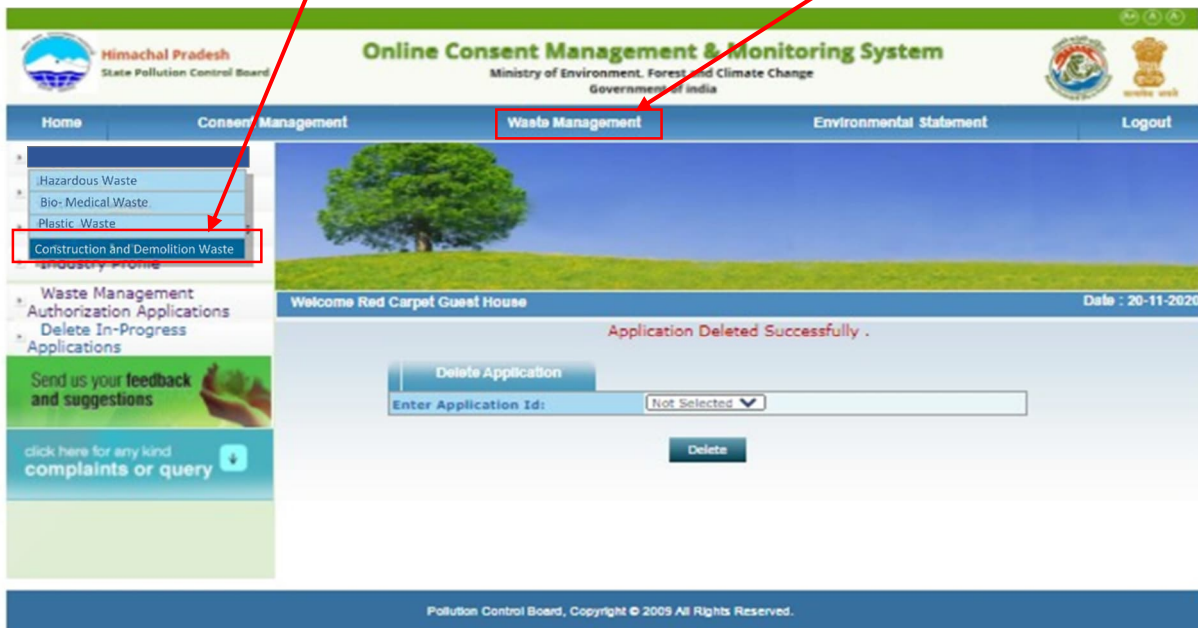 A+ A A-
Himachal Pradesh
State Pollution Control Board
Online Consent Management & Monitoring System
Ministry of Environment. Forest and Climate Change
Government of india
सत्यमेव जयते
Home Consent Management Waste Management Environmental Statement Logout
Hazardous Waste
Bio- Medical Waste
Plastic Waste
Construction and Demolition Waste
Industry Profile
Waste Management
Authorization Applications
Delete In-Progress
Applications
Send us your feedback
and suggestions
click here for any kind
complaints or query
Welcome Red Carpet Guest House Date : 20-11-2020
Application Deleted Successfully .
Delete Application
Enter Application Id: Not Selected
Delete
Pollution Control Board, Copyright © 2009 All Rights Reserved.